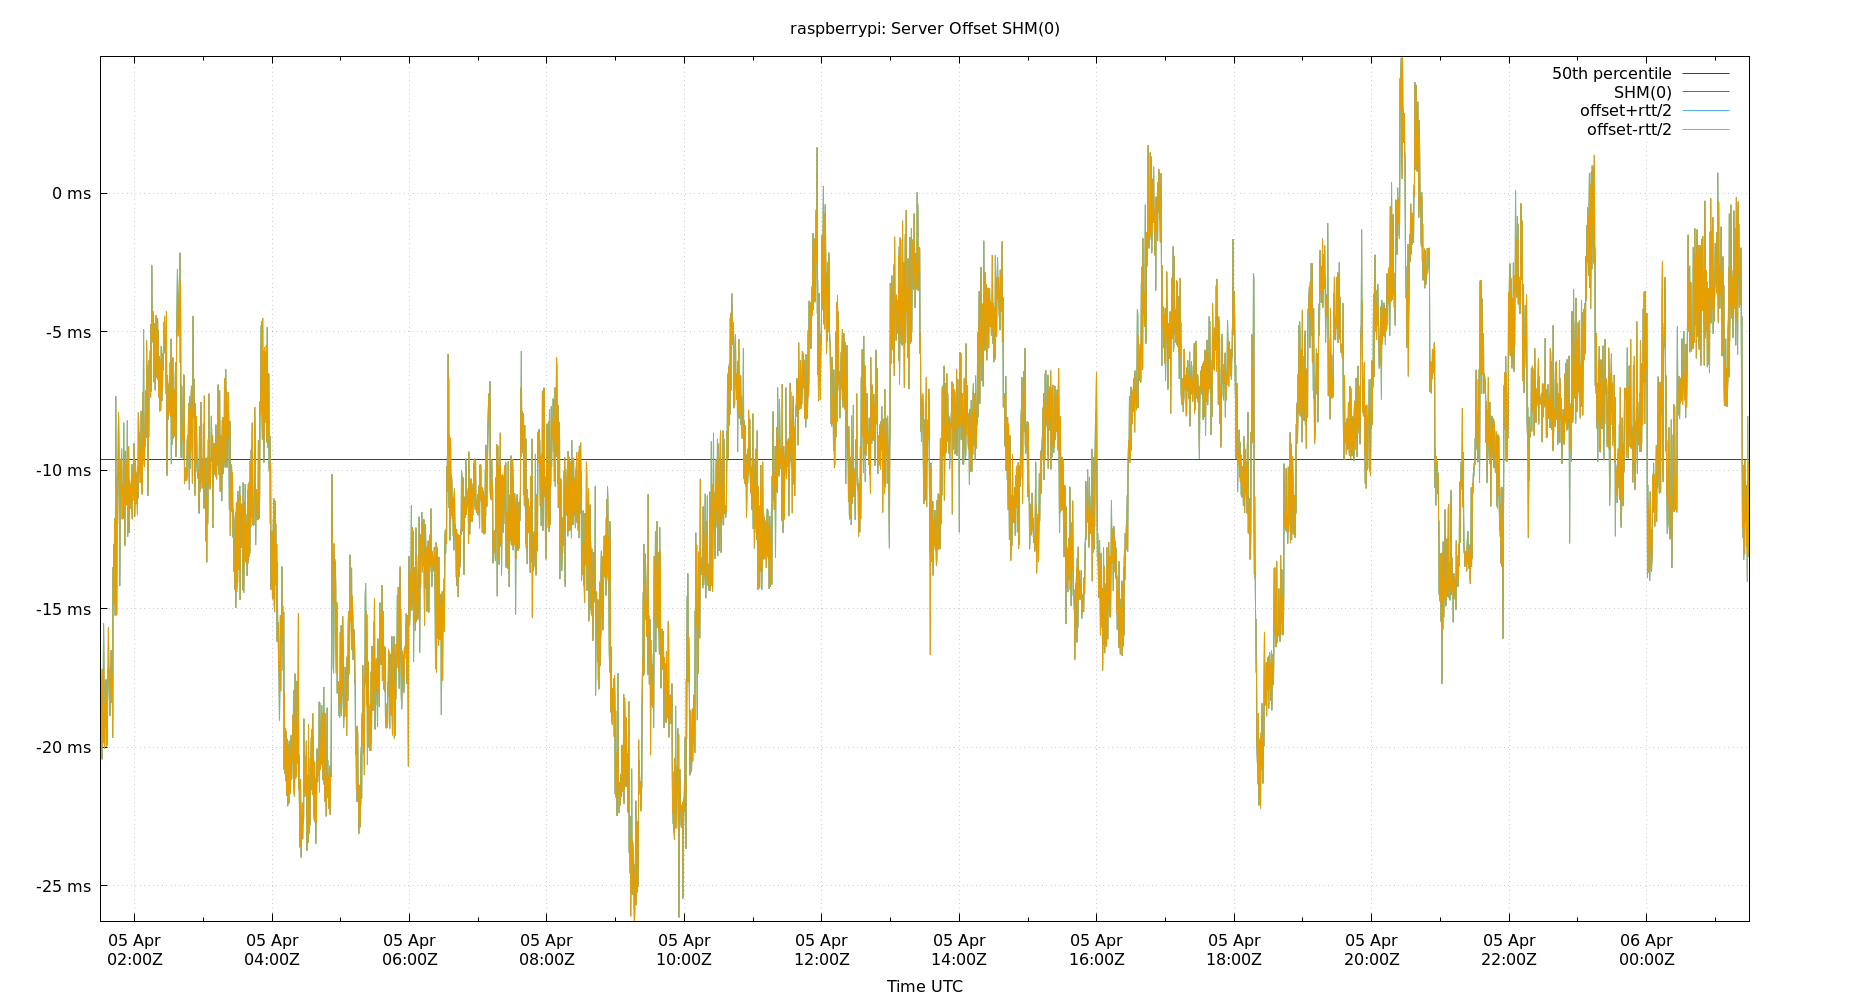 raspberrypi: Server Offset SHM(0)
50th percentile
SHM(0)
offset+rtt/2
offset-rtt/2
0 ms
-5 ms
-10 ms
-15 ms
-20 ms
-25 ms
05 Apr 05 Apr 05 Apr 05 Apr 05 Apr 05 Apr 05 Apr 05 Apr 05 Apr 05 Apr 05 Apr 06 Apr
02:00Z 04:00Z 06:00Z 08:00Z 10:00Z 12:00Z 14:00Z 16:00Z 18:00Z 20:00Z 22:00Z 00:00Z
Time UTC